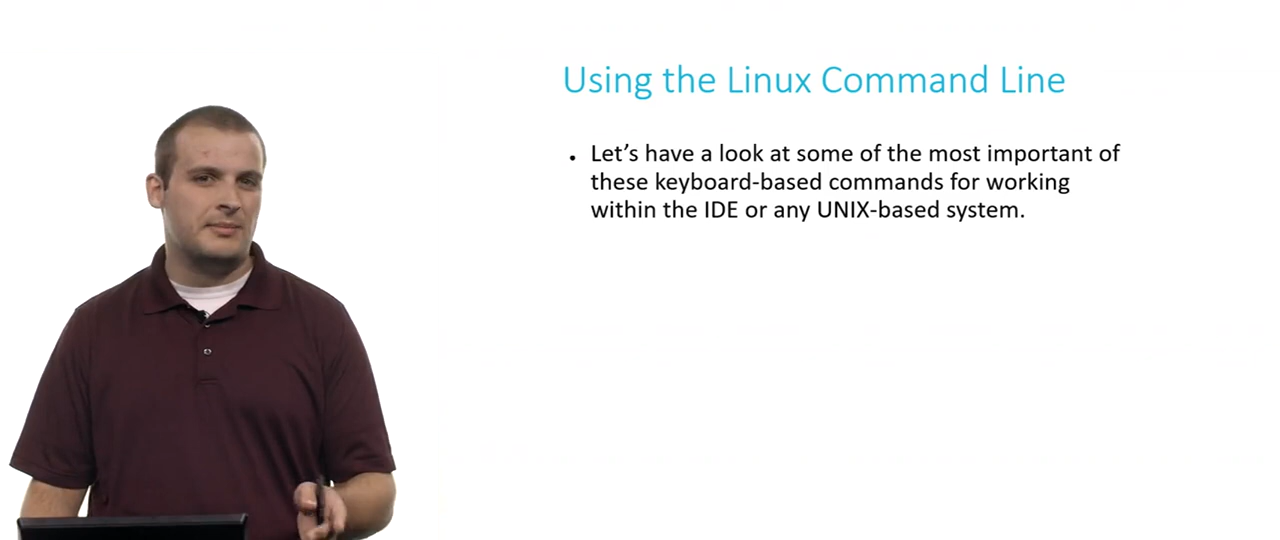 Using the Linux Command Line
• Let's have a look at some of the most important of
these keyboard-based commands for working
within the IDE or any UNIX-based system.